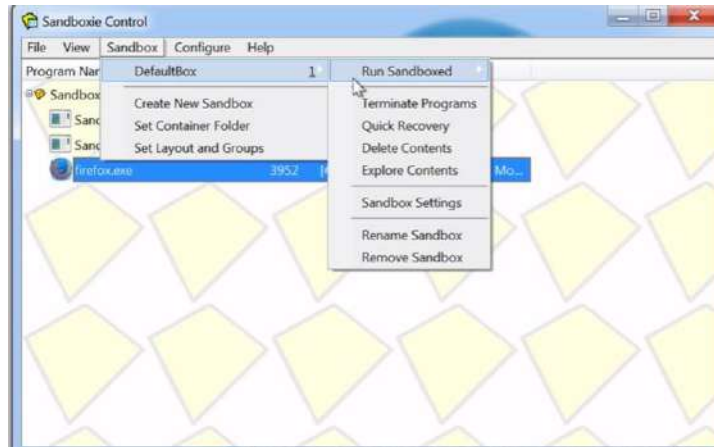 Sandboxie Control
File View Sandbox Configure Help
Program Nar
DefaultBox 1
Run Sandboxed
Sandbox
Create New Sandbox
Terminate Programs
Sand
Set Container Folder
Quick Recovery
Sand
Set Layout and Groups
Delete Contents
firefox.exe 3952 Mo...
Explore Contents
Sandbox Settings
Rename Sandbox
Remove Sandbox